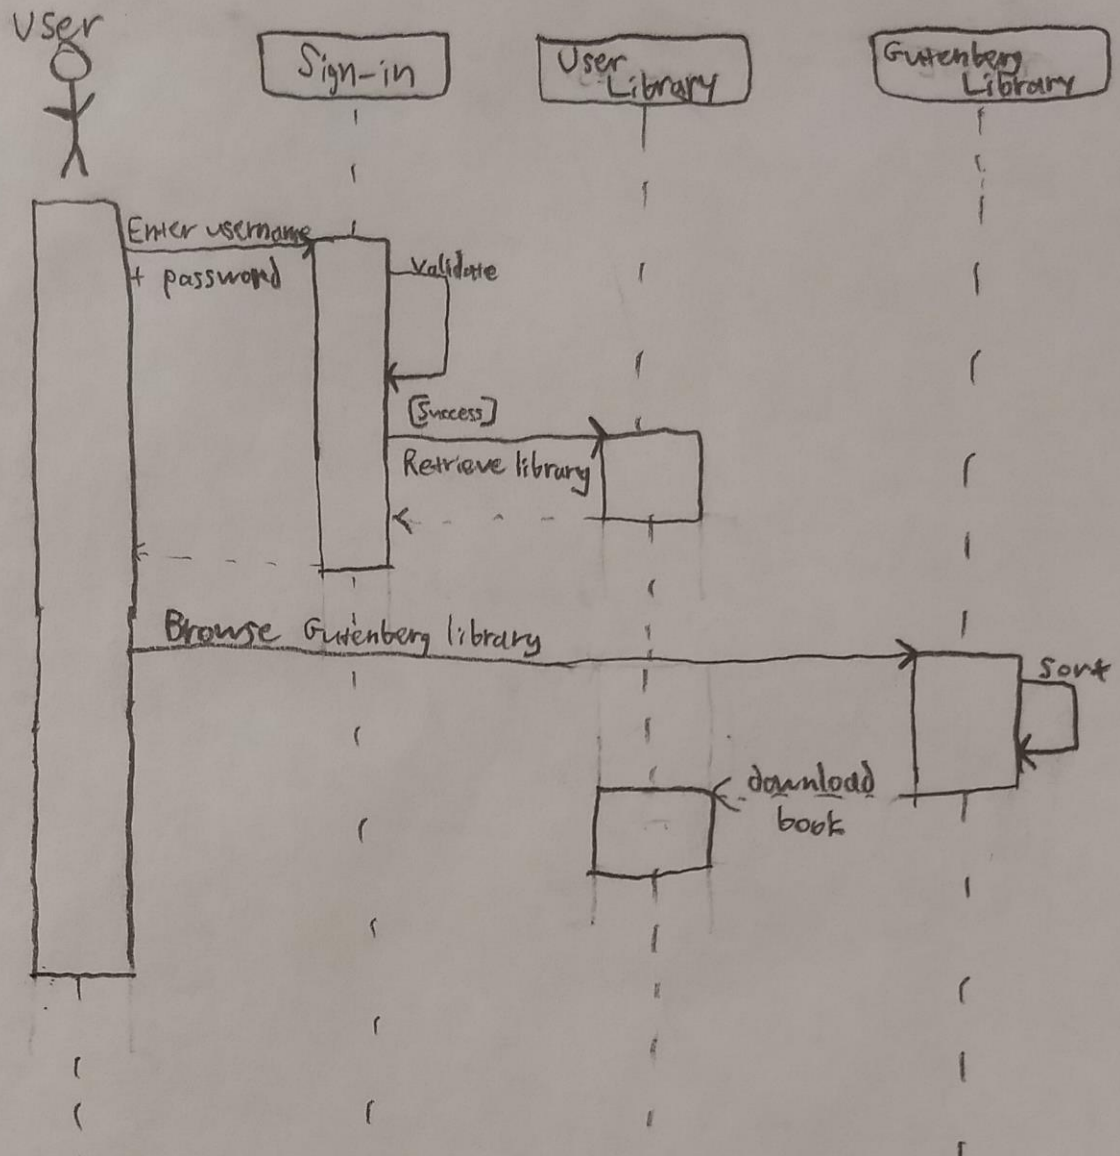 User
Sign-in
User
Library
Gutenberg
Library
Enter username
+ password
Validate
[Success]
Retrieve library
Browse Gutenberg library
sort
download
book